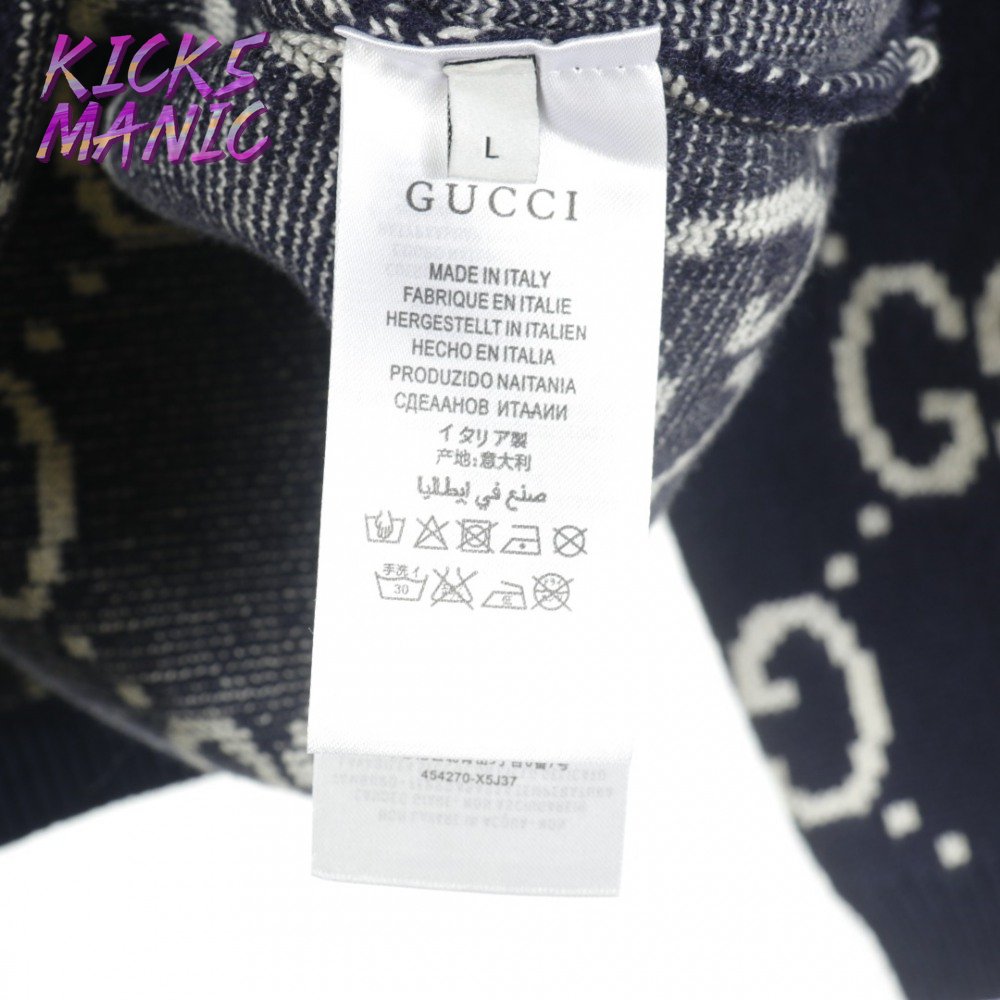 KICK5
MANIC
L
GUCCI
MADE IN ITALY
FABRIQUE EN ITALIE
HERGESTELLT IN ITALIEN
HECHO EN ITALIA
PRODUZIDO NAITANIA
СДЕААНОВ ИТААИИ
イタリア製
产地:意大利
صنع في إيطاليا
手洗イ
30
454270-X5J37
G
G